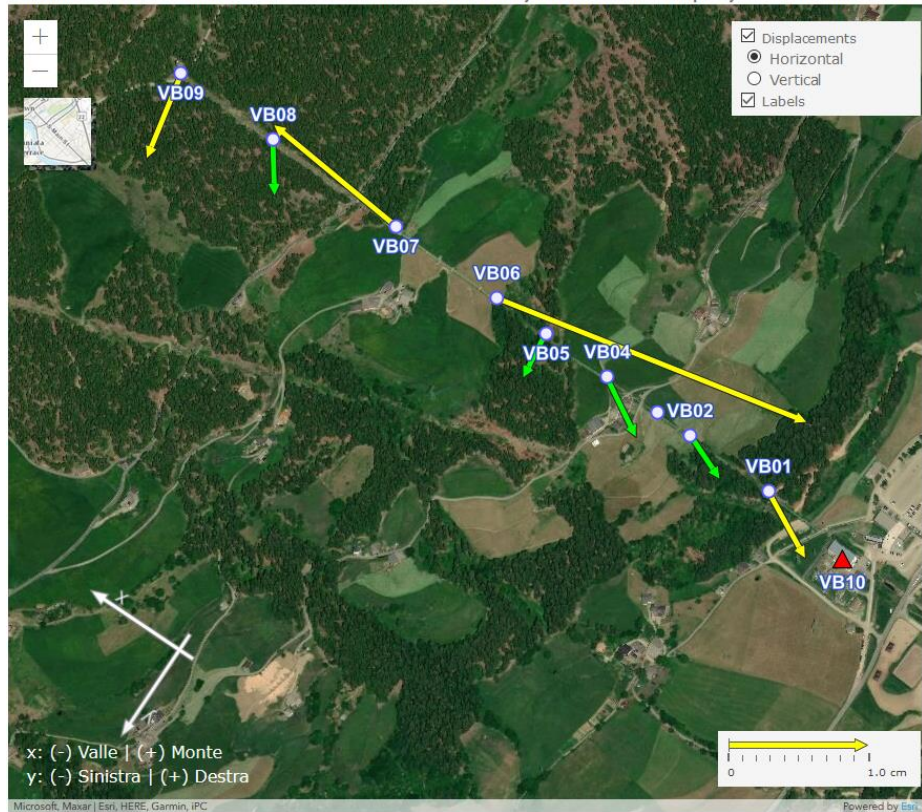 +
Displacements
Horizontal
−
Vertical
Labels
VB09
VB08
VB07
VB06
VB05
VB04
VB02
VB01
VB10
x
x: (-) Valle | (+) Monte
y: (-) Sinistra | (+) Destra
0
1.0 cm
Microsoft, Maxar | Esri, HERE, Garmin, iPC
Powered by Esri